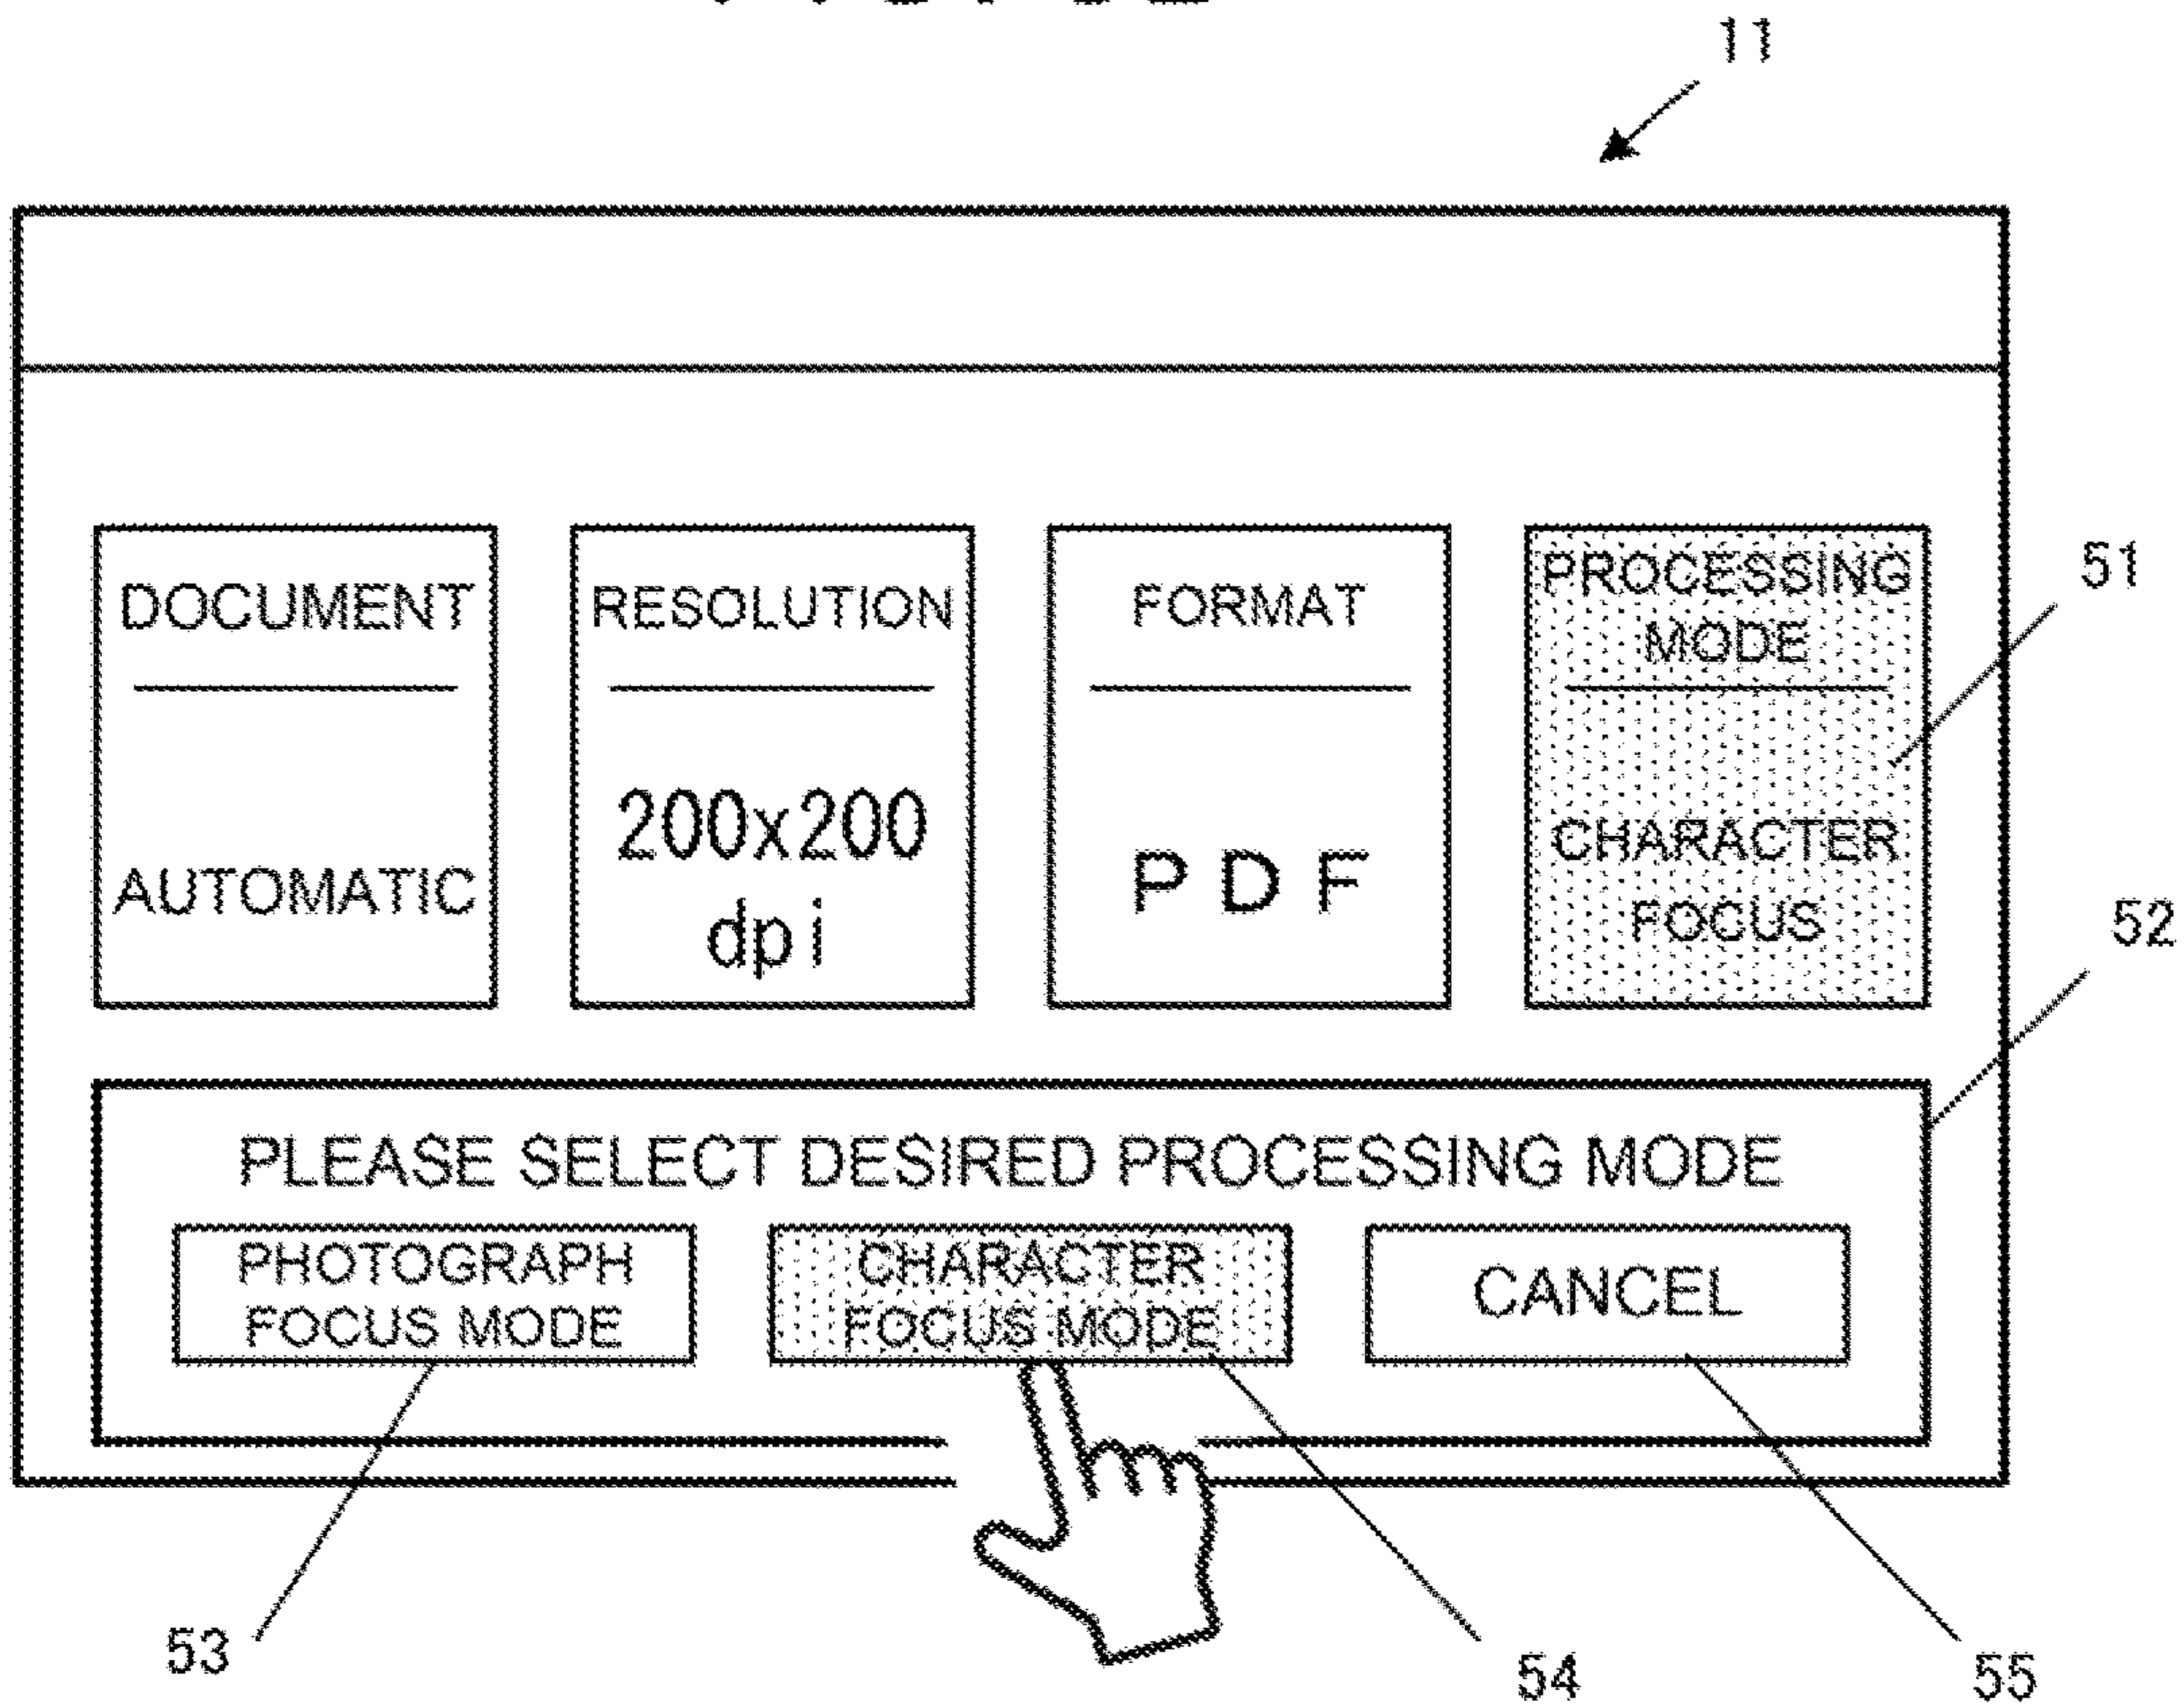 11
DOCUMENT
AUTOMATIC
RESOLUTION
200x200
dpi
FORMAT
PDF
PROCESSING
MODE
CHARACTER
FOCUS
51
52
PLEASE SELECT DESIRED PROCESSING MODE
PHOTOGRAPH
FOCUS MODE
CHARACTER
FOCUS MODE
CANCEL
53
54
55